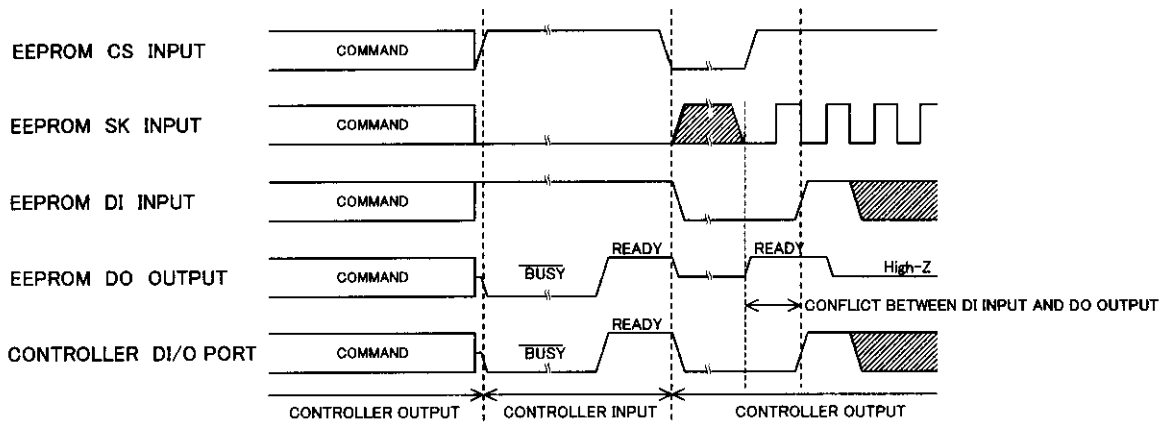 EEPROM CS INPUT COMMAND
EEPROM SK INPUT COMMAND
EEPROM DI INPUT COMMAND
READY READY
EEPROM DO OUTPUT COMMAND BUSY High-Z
CONFLICT BETWEEN DI INPUT AND DO OUTPUT
READY
CONTROLLER DI/O PORT COMMAND BUSY
CONTROLLER OUTPUT CONTROLLER INPUT CONTROLLER OUTPUT